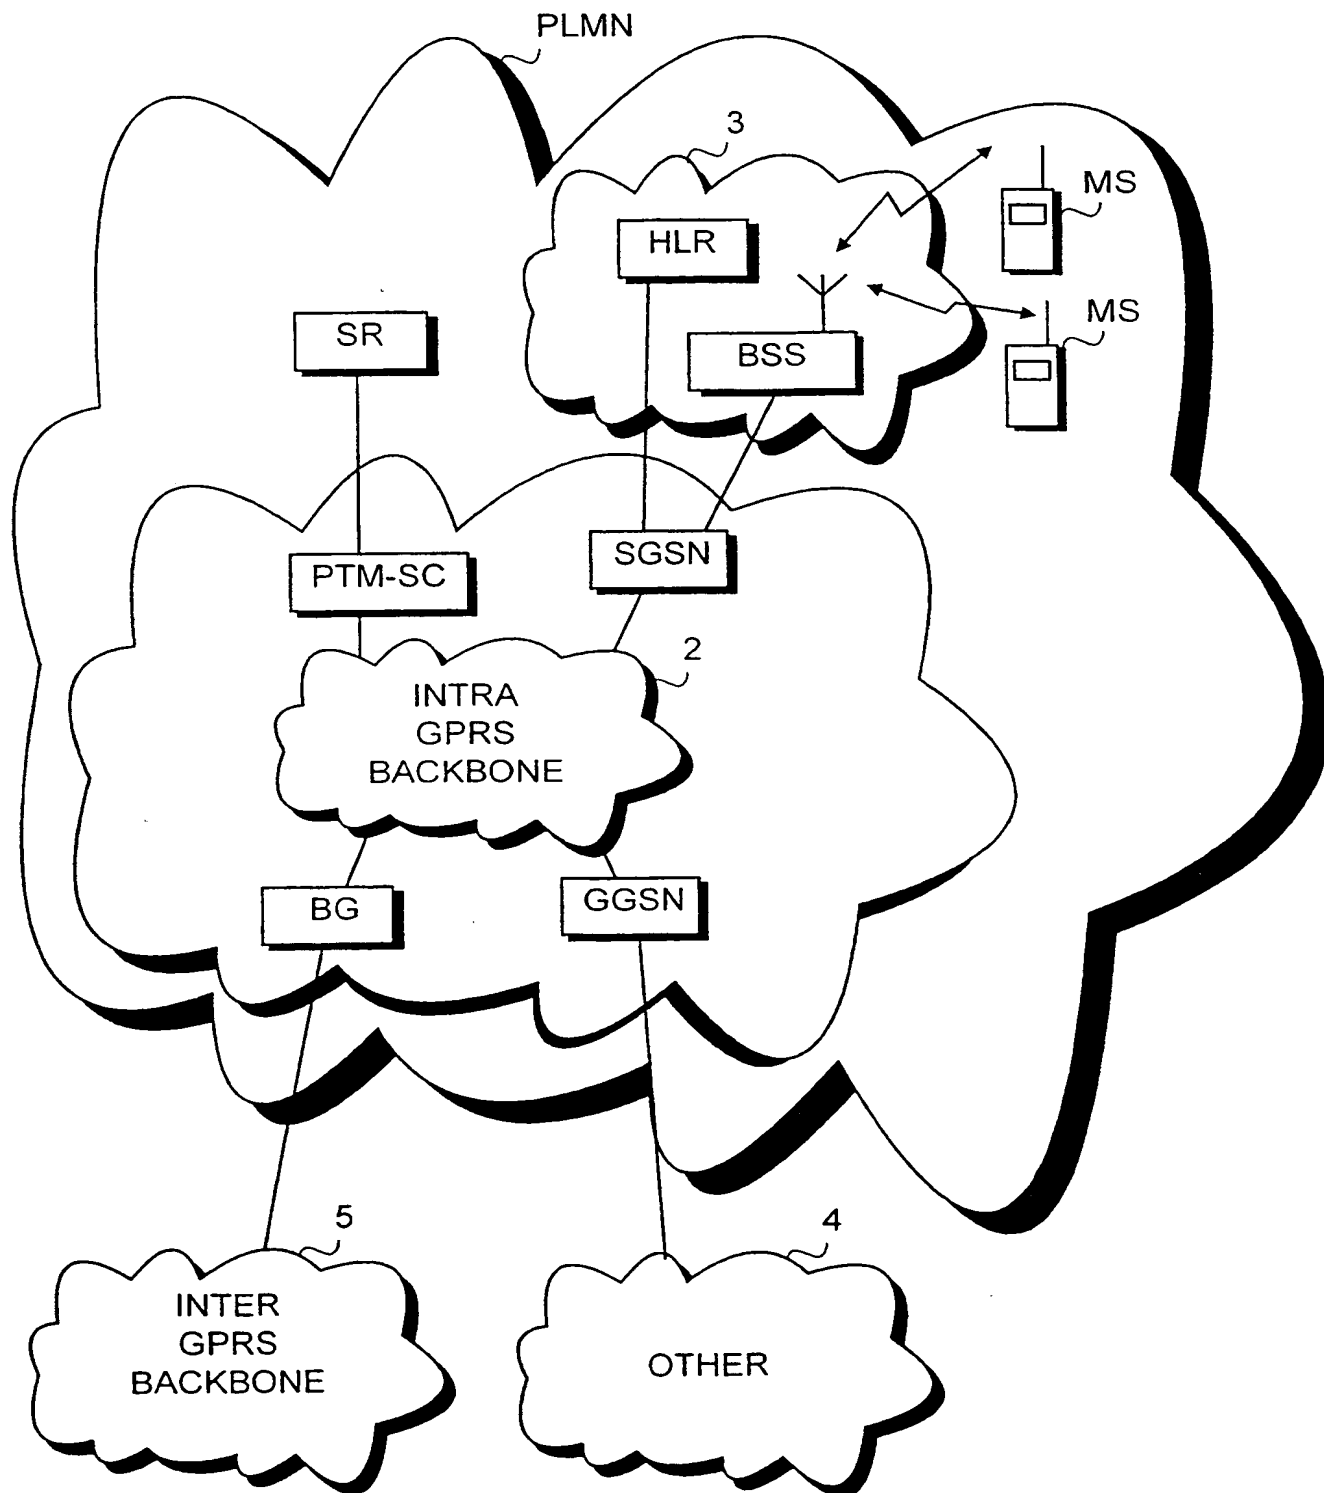 PLMN
3
MS
HLR
MS
SR
BSS
PTM-SC
SGSN
2
INTRA
GPRS
BACKBONE
BG
GGSN
5
4
INTER
GPRS
BACKBONE
OTHER